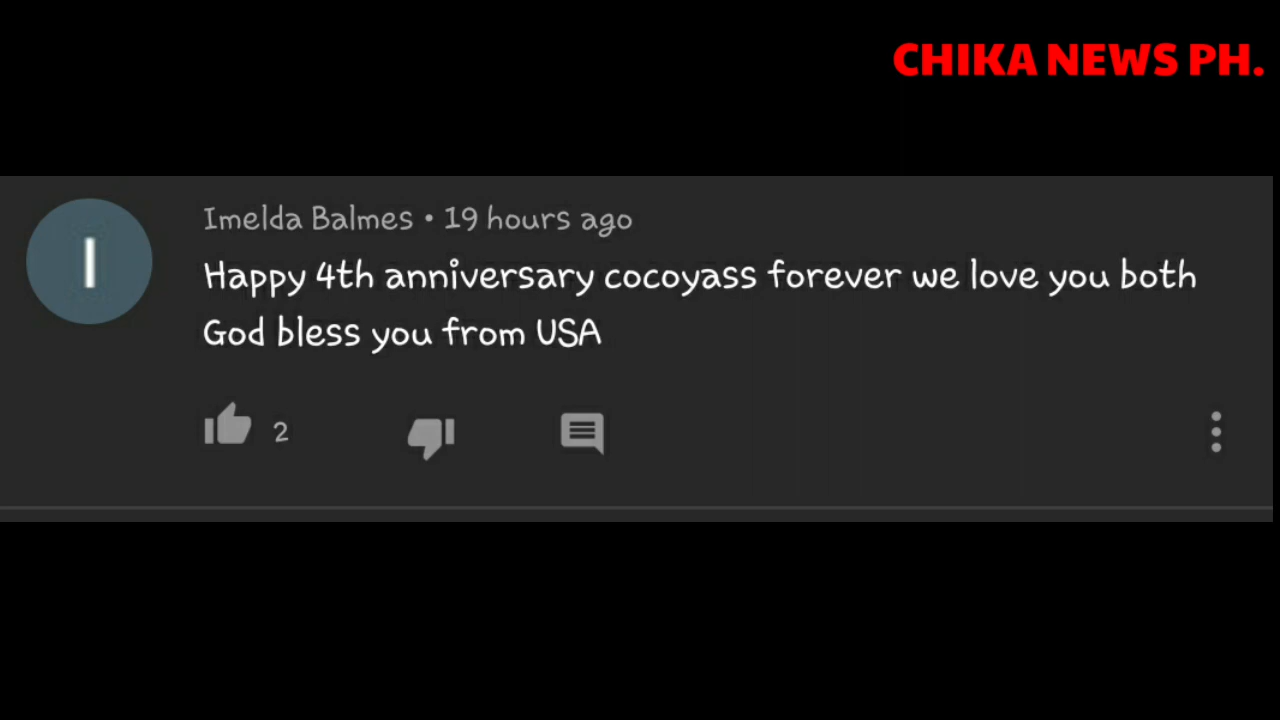 CHIKA NEWS PH.
I
Imelda Balmes • 19 hours ago
Happy 4th anniversary cocoyass forever we love you both
God bless you from USA
2